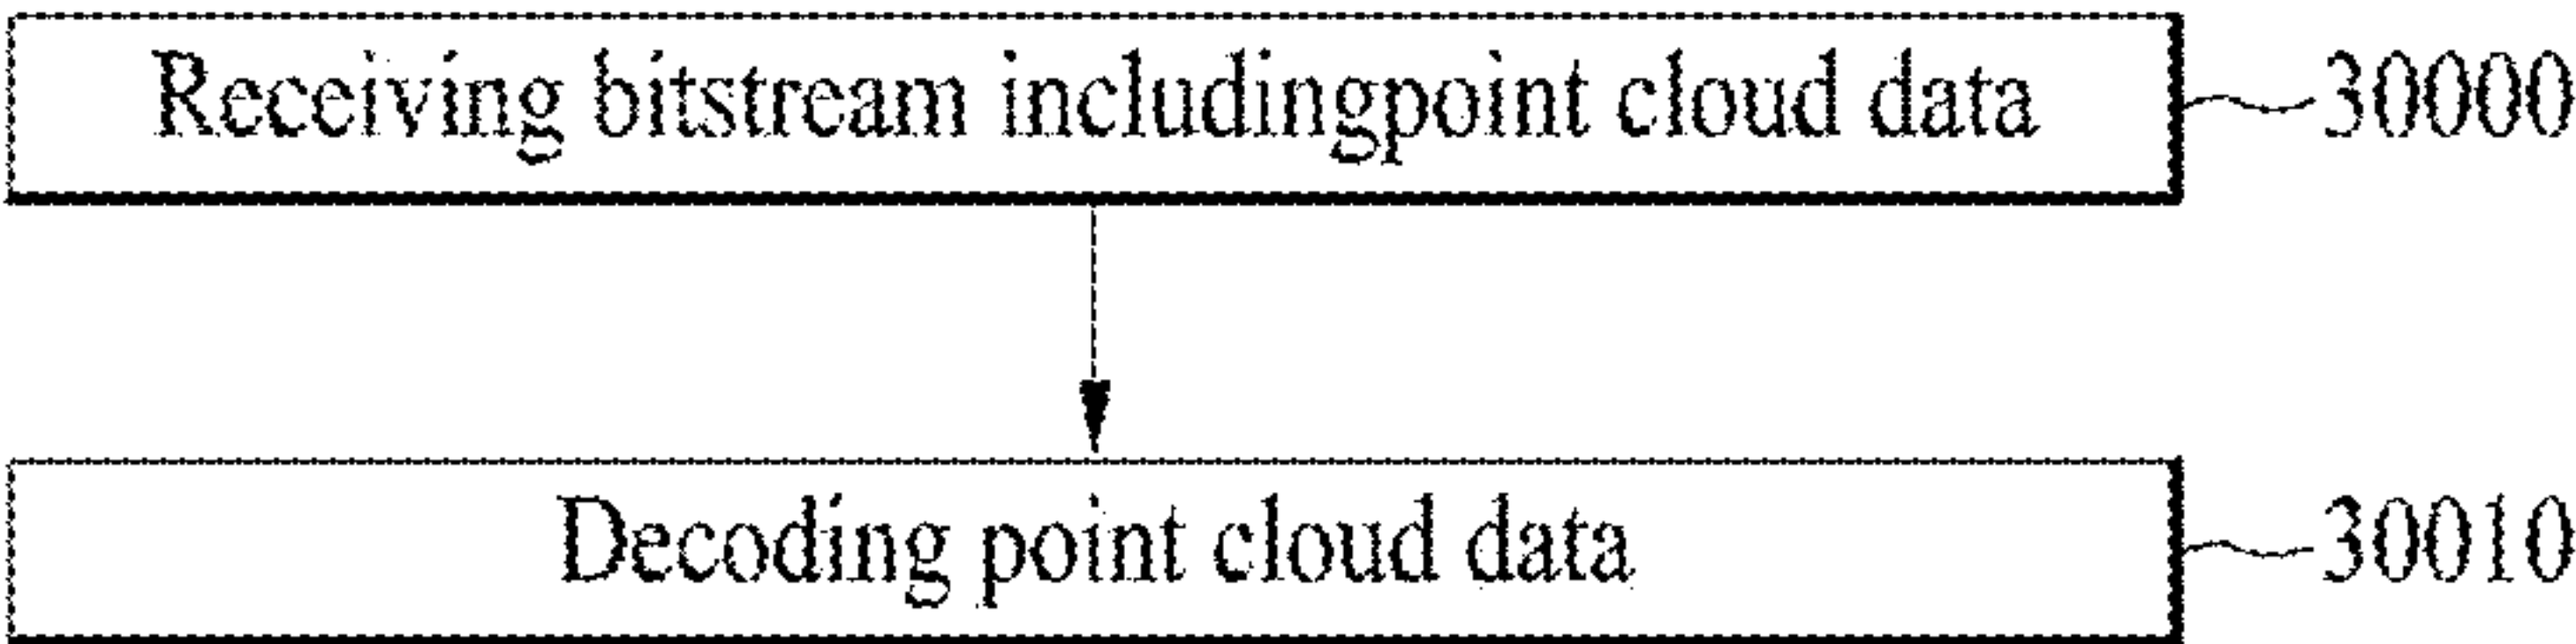 Receiving bitstream includingpoint cloud data 30000
Decoding point cloud data 30010